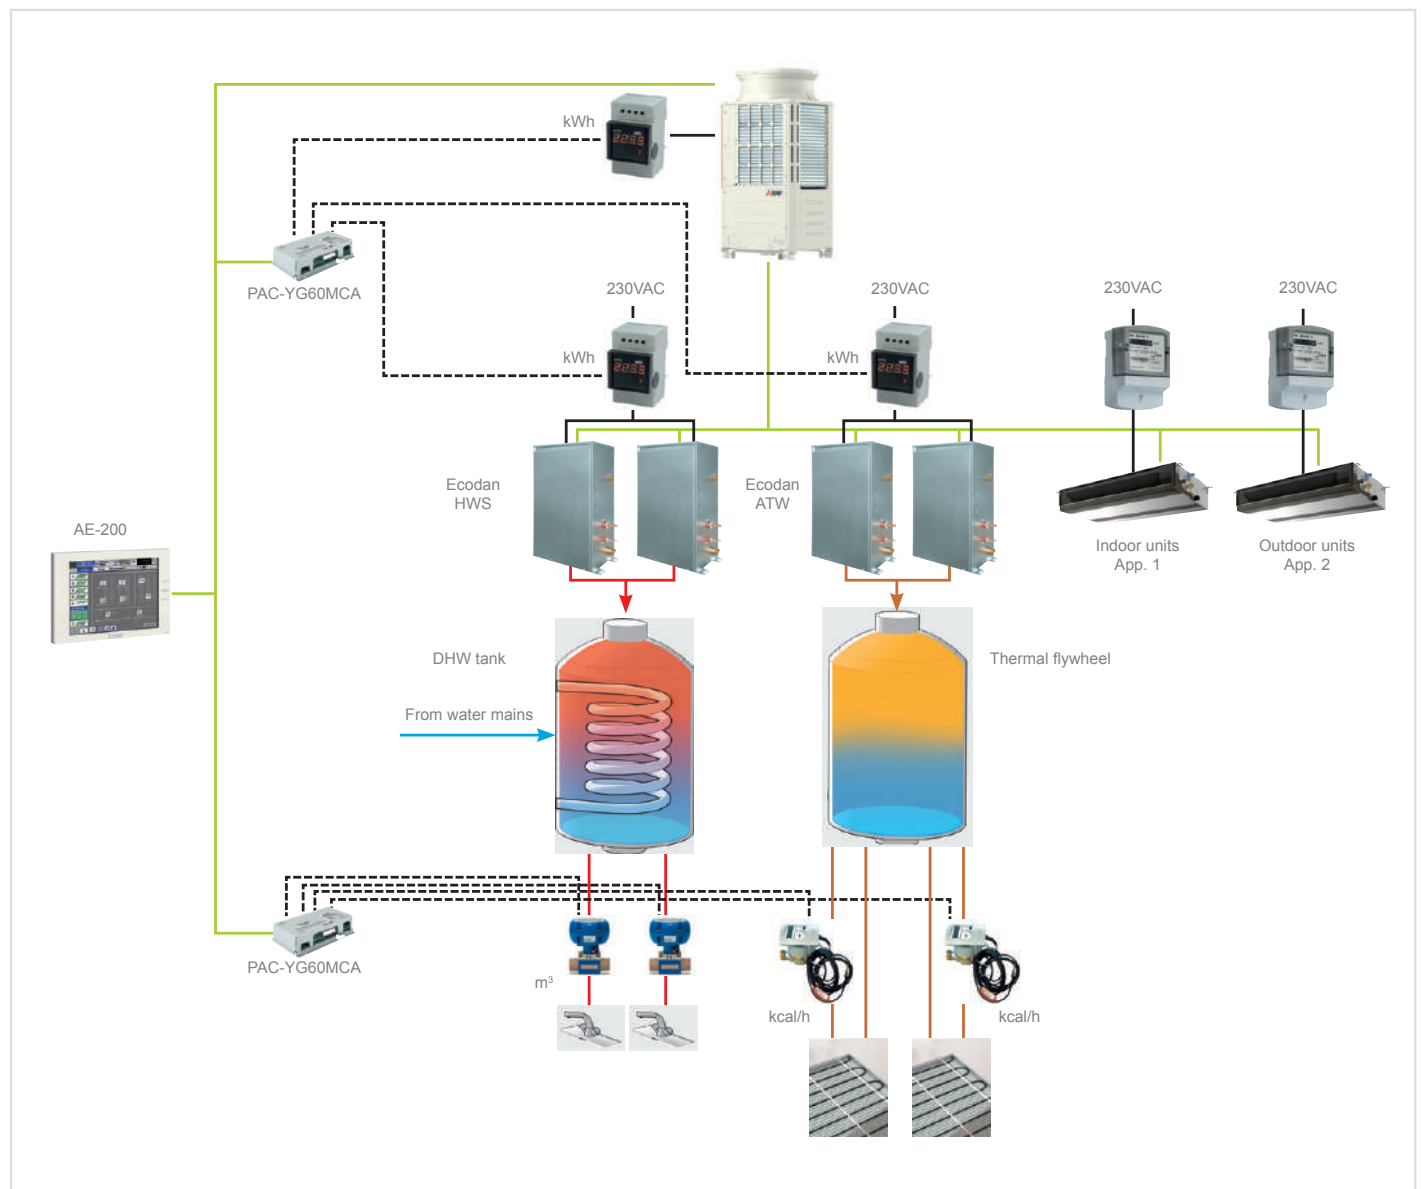 kWh
PAC-YG60MCA
230VAC
230VAC
230VAC
230VAC
kWh
kWh
Ecodan
HWS
Ecodan
ATW
AE-200
Indoor units
App. 1
Outdoor units
App. 2
DHW tank
Thermal flywheel
From water mains
PAC-YG60MCA
m³
kcal/h
kcal/h